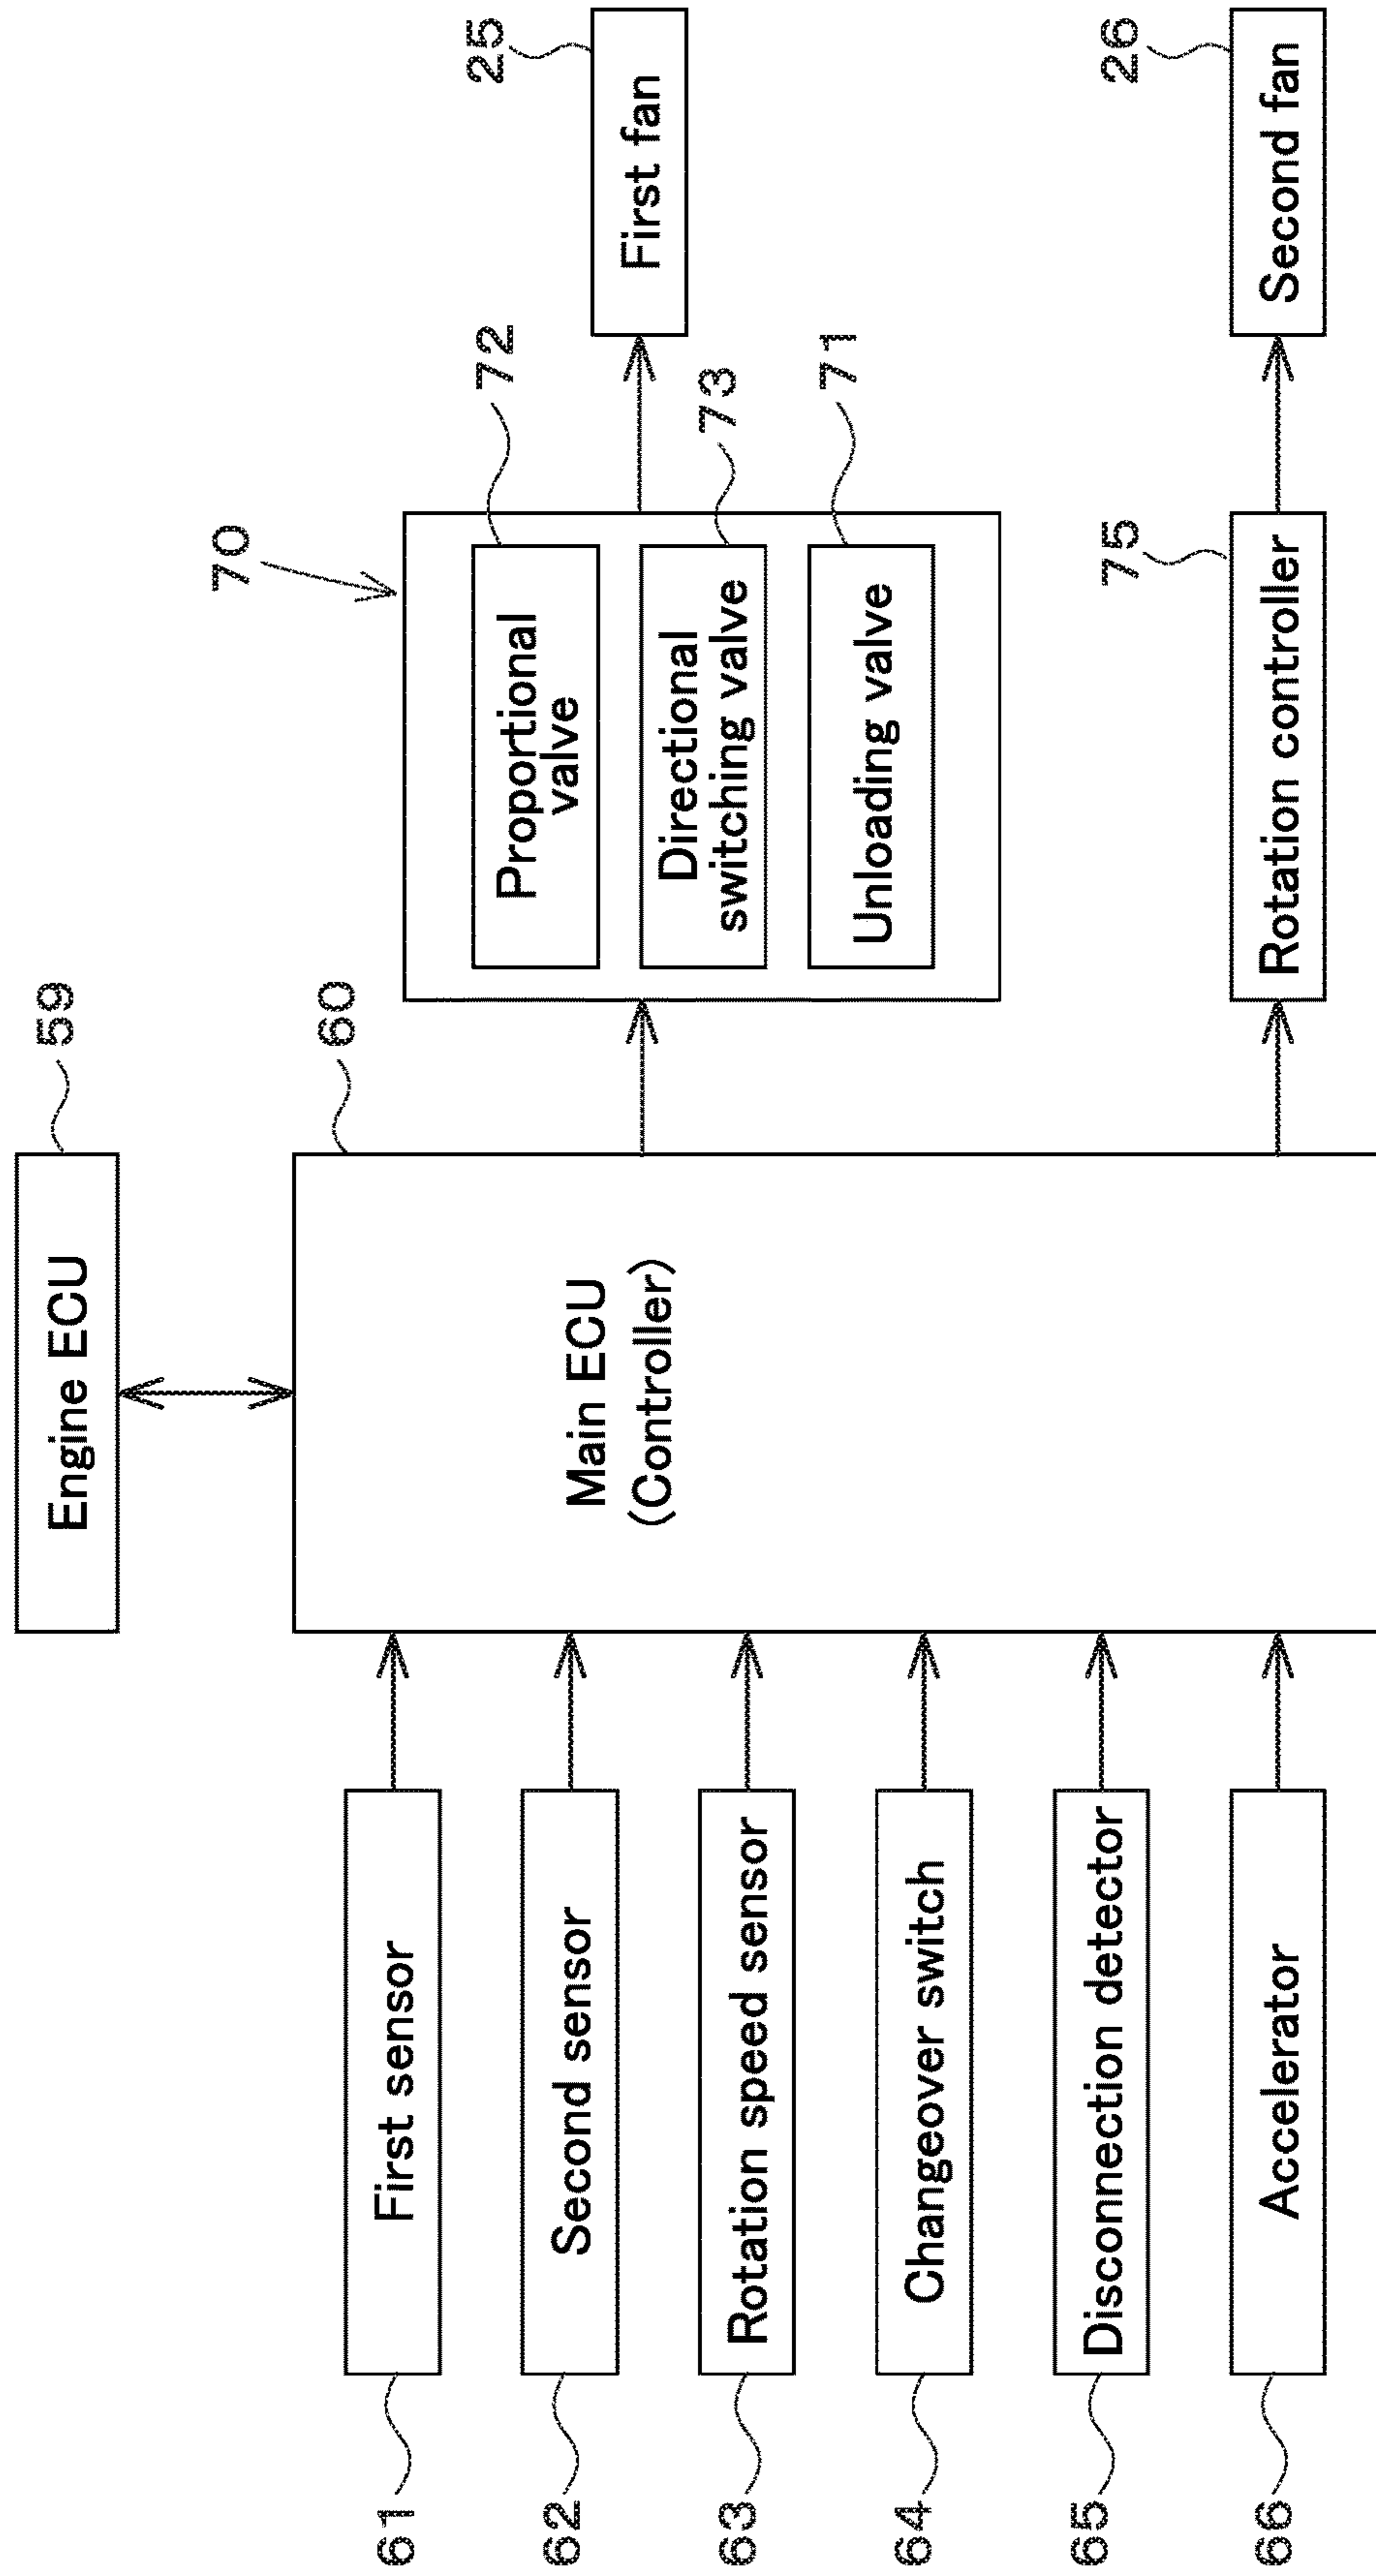 59
Engine ECU
60
Main ECU
(Controller)
61
First sensor
62
Second sensor
63
Rotation speed sensor
64
Changeover switch
65
Disconnection detector
66
Accelerator
70
72
Proportional
valve
73
Directional
switching valve
71
Unloading valve
25
First fan
75
Rotation controller
26
Second fan